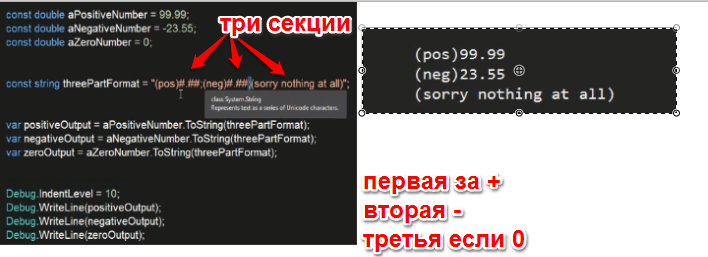 const double aPositiveNumber = 99.99;
const double aNegativeNumber = -23.55;
const double aZeroNumber = 0;
три секции
const string threePartFormat = "(pos)#.##;(neg)#.##;(sorry nothing at all)";
class System.String
Represents text as a series of Unicode characters.
var positiveOutput = aPositiveNumber.ToString(threePartFormat);
var negativeOutput = aNegativeNumber.ToString(threePartFormat);
var zeroOutput = aZeroNumber.ToString(threePartFormat);
Debug.IndentLevel = 10;
Debug.WriteLine(positiveOutput);
Debug.WriteLine(negativeOutput);
Debug.WriteLine(zeroOutput);
(pos)99.99
(neg)23.55
(sorry nothing at all)
первая за +
вторая -
третья если 0